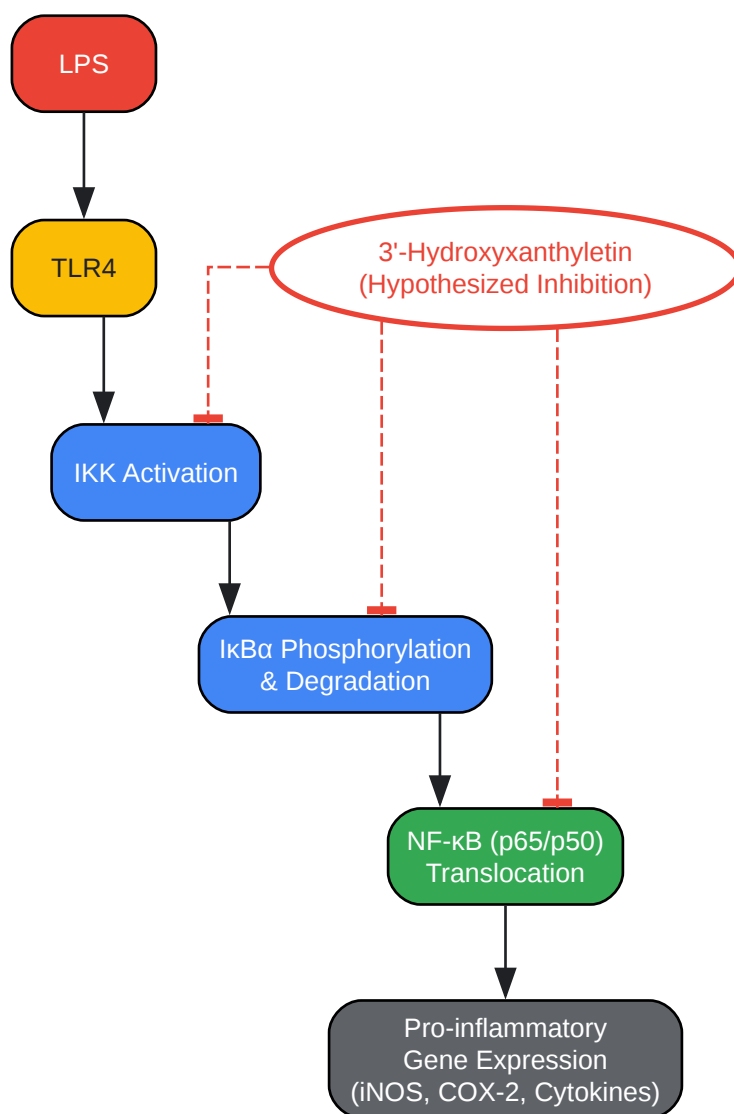 LPS
TLR4
3'-Hydroxyxanthyletin
(Hypothesized Inhibition)
IKK Activation
IκBα Phosphorylation
& Degradation
NF-κB (p65/p50)
Translocation
Pro-inflammatory
Gene Expression
(iNOS, COX-2, Cytokines)